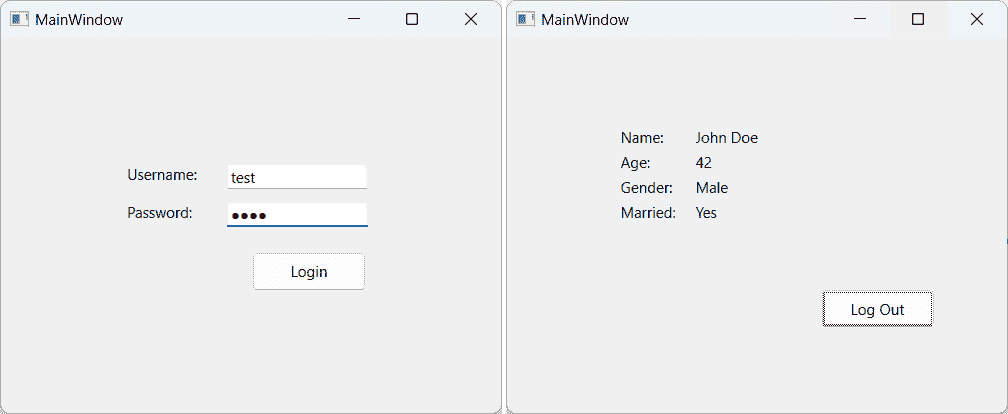 MainWindow
Username: test
Password: ●●●●
Login
MainWindow
Name: John Doe
Age: 42
Gender: Male
Married: Yes
Log Out